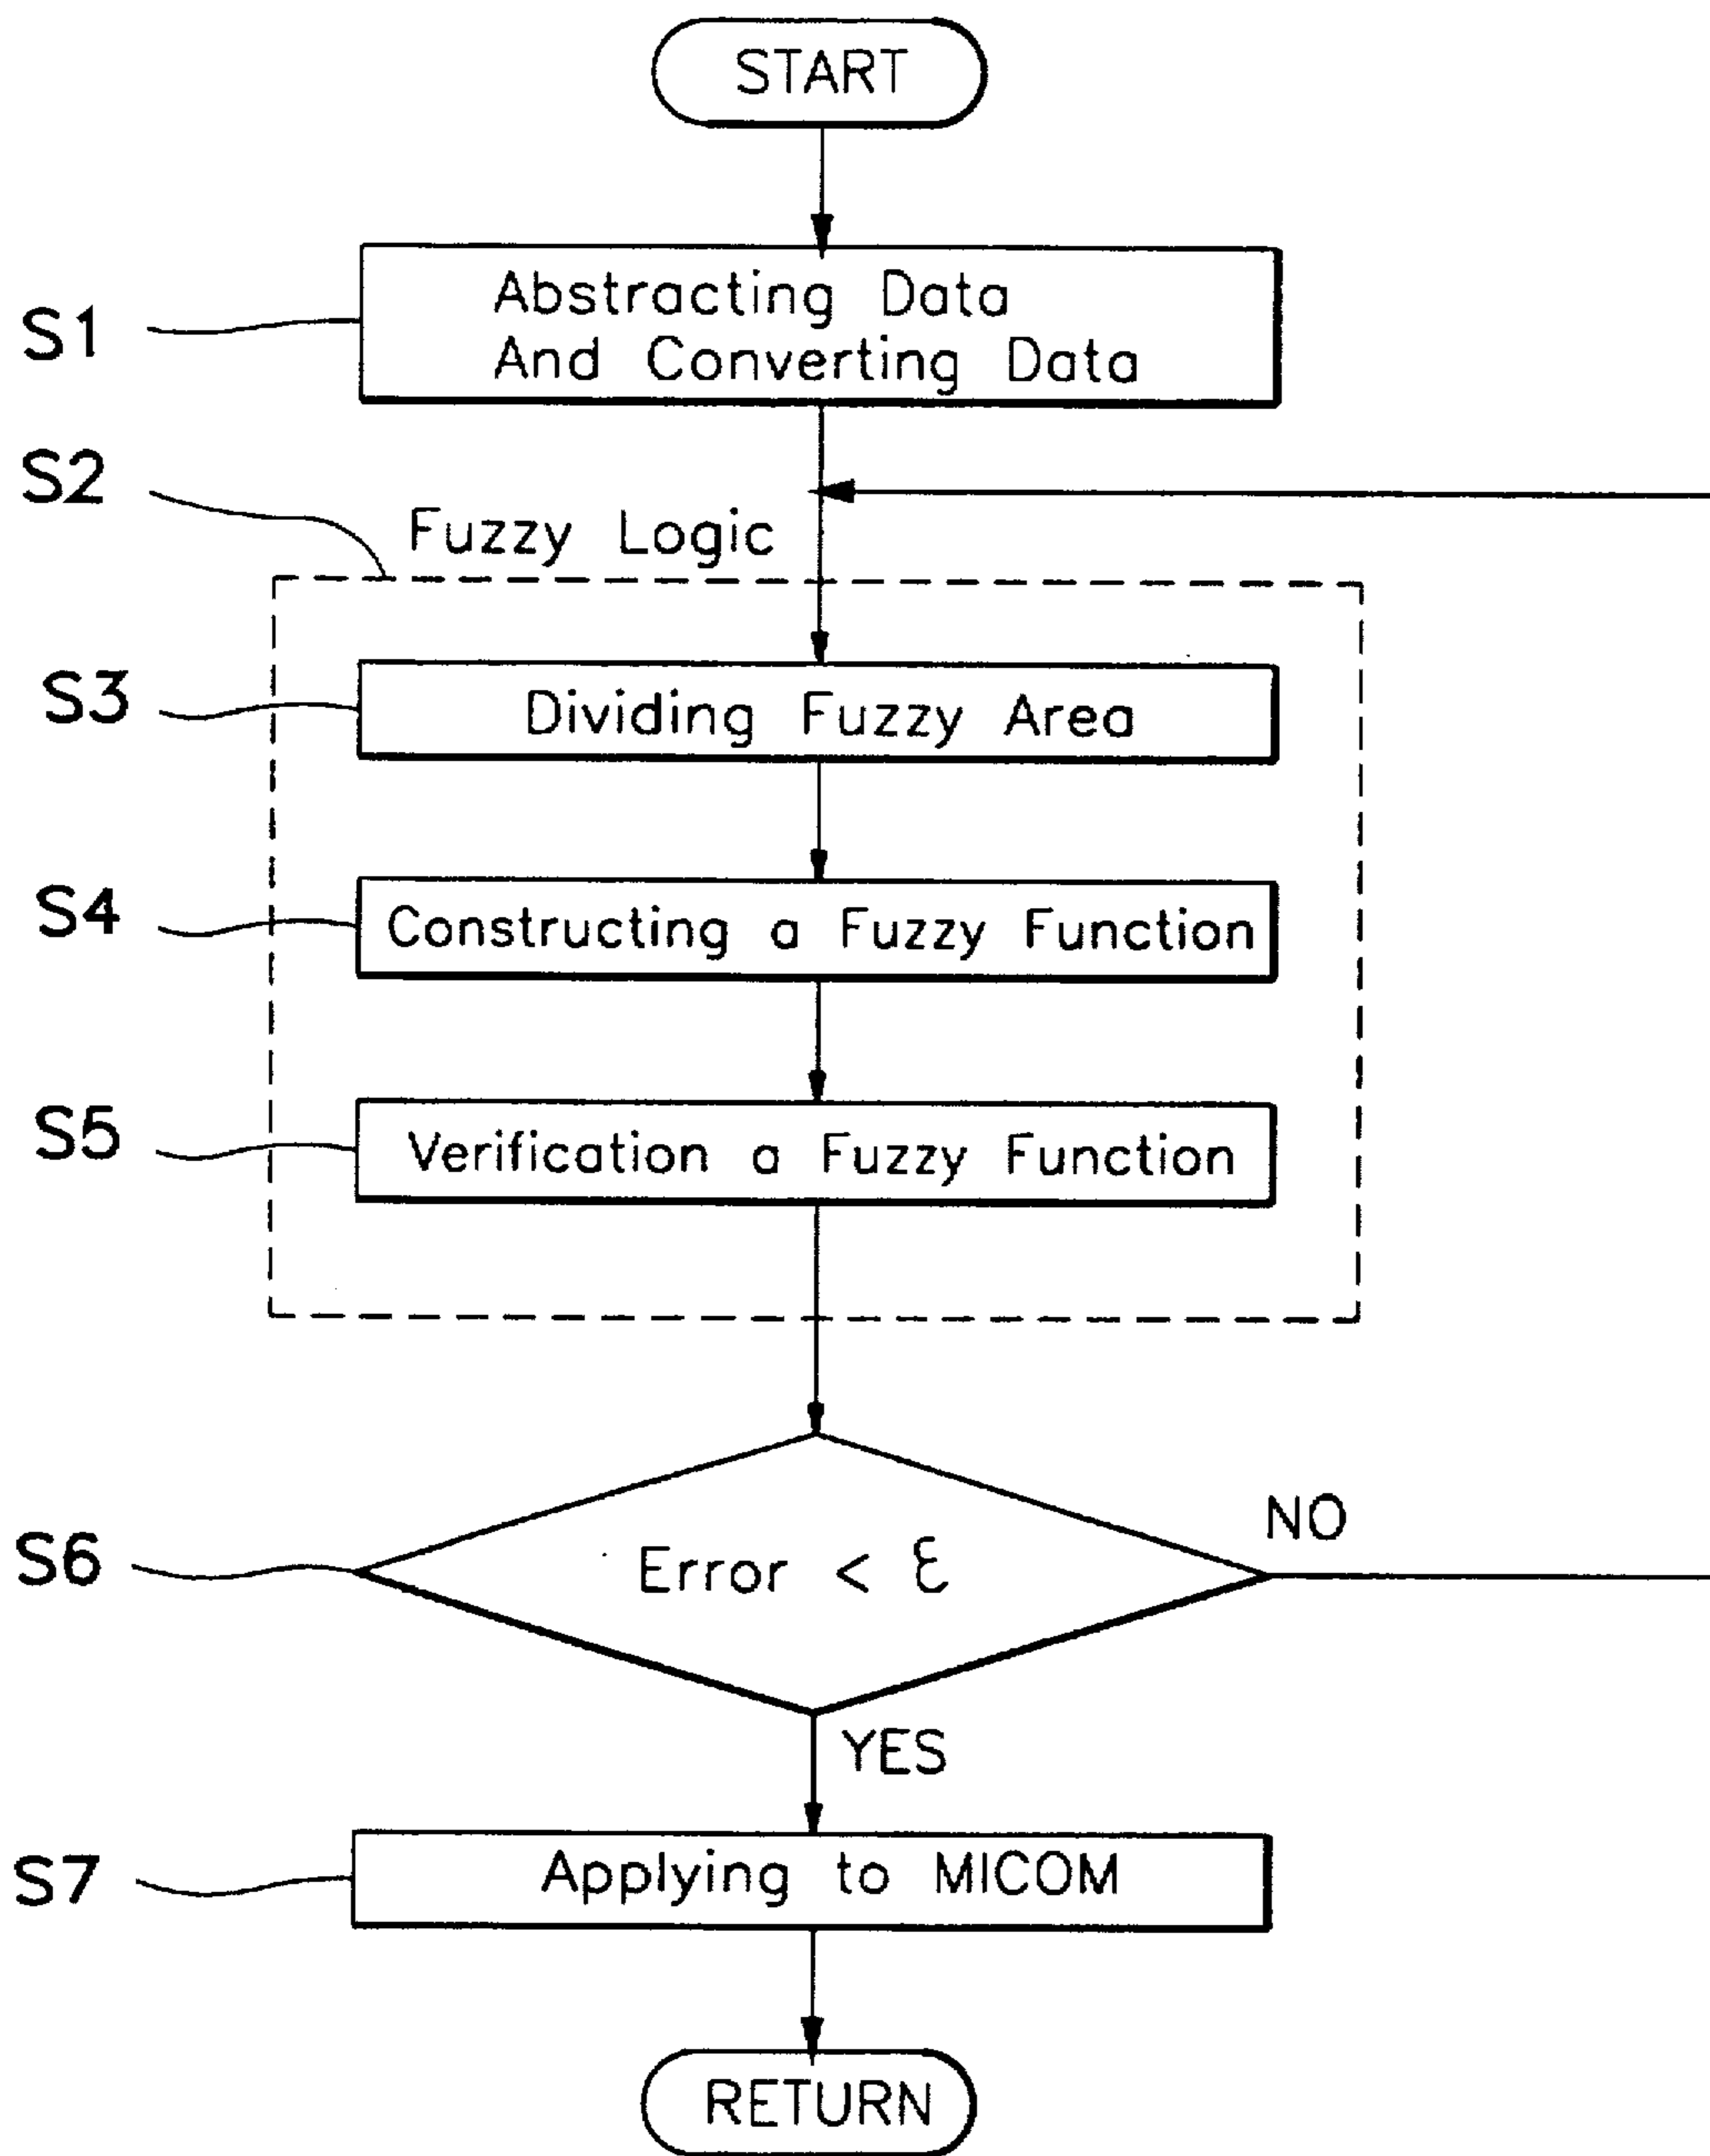 START
S1
Abstracting Data
And Converting Data
S2
Fuzzy Logic
S3
Dividing Fuzzy Area
S4
Constructing a Fuzzy Function
S5
Verification a Fuzzy Function
S6
Error < ε
NO
YES
S7
Applying to MICOM
RETURN